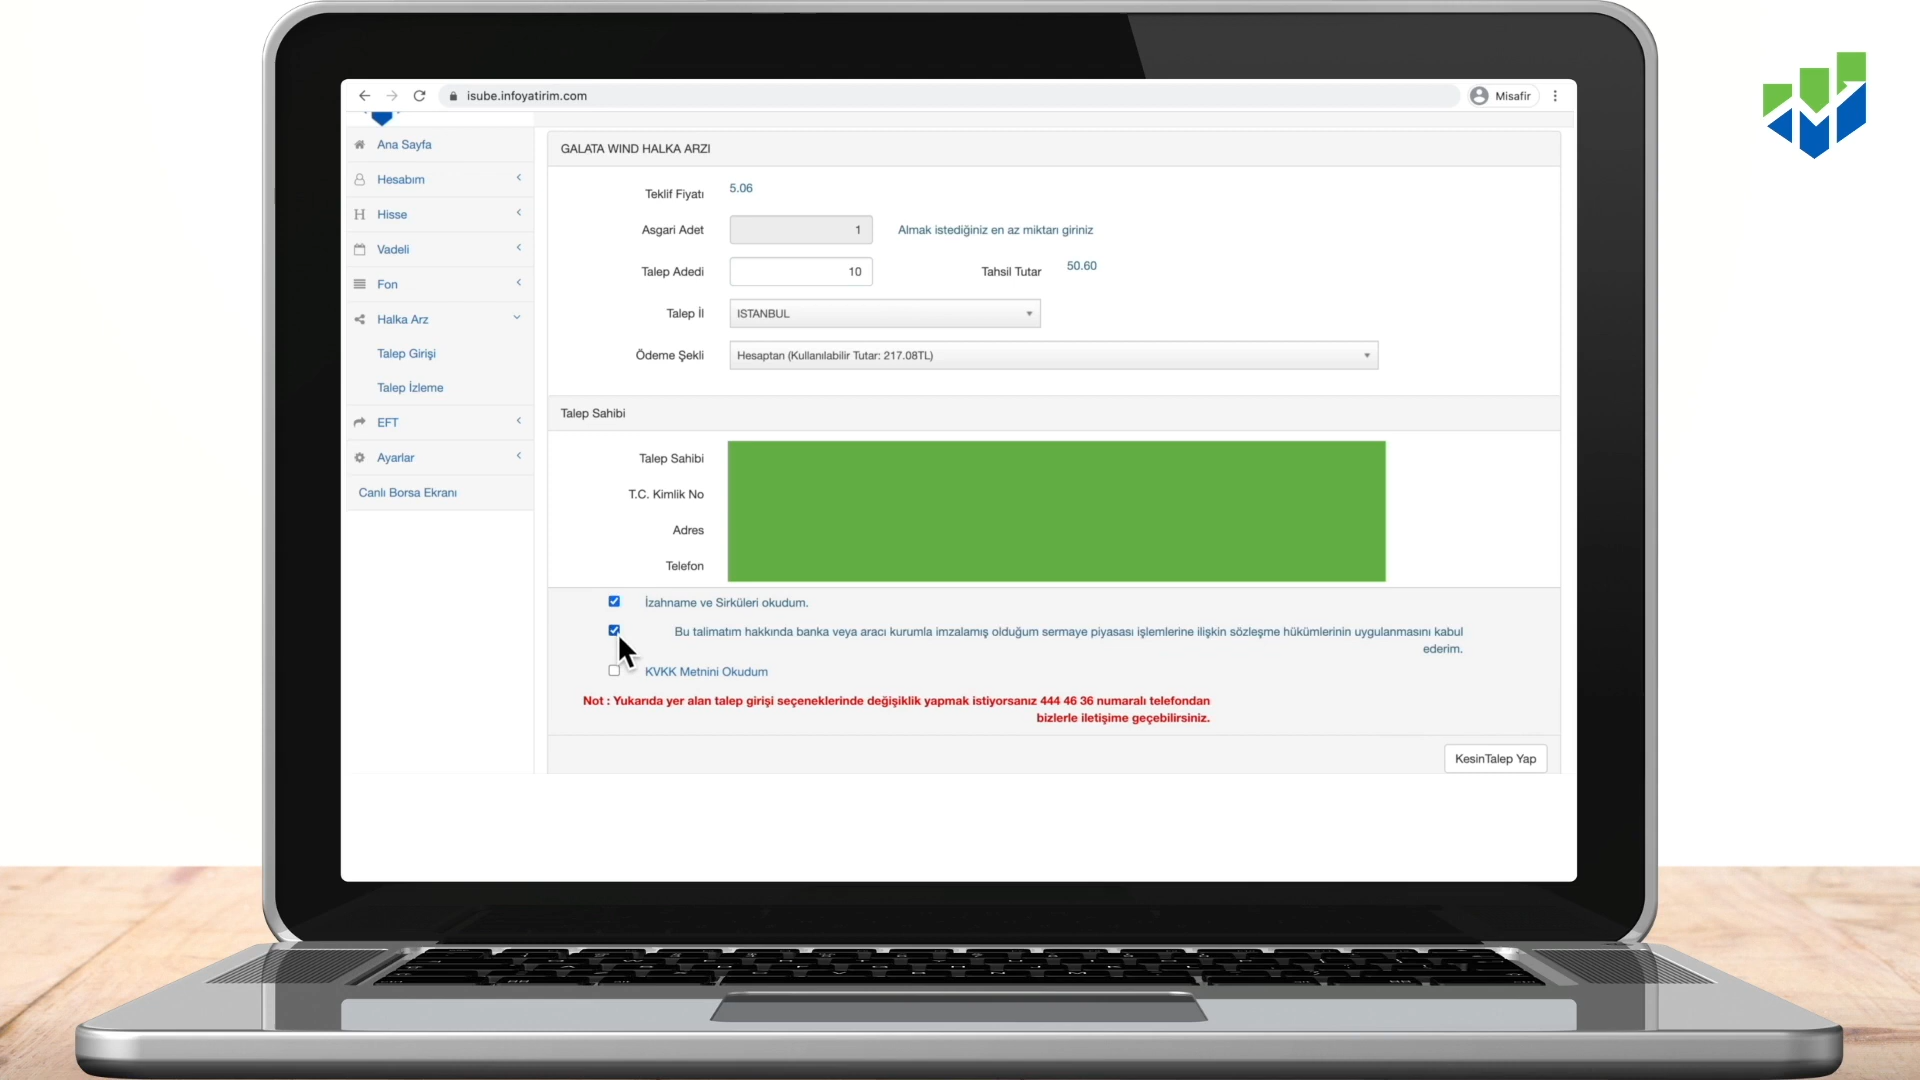 isube.infoyatirim.com
Misafir
Ana Sayfa
Hesabım
H Hisse
Vadeli
Fon
Halka Arz
Talep Girişi
Talep İzleme
EFT
Ayarlar
Canlı Borsa Ekranı
GALATA WIND HALKA ARZI
Teklif Fiyatı 5.06
Asgari Adet 1 Almak istediğiniz en az miktarı giriniz
Talep Adedi 10 Tahsil Tutar 50.60
Talep İl ISTANBUL
Ödeme Şekli Hesaptan (Kullanılabilir Tutar: 217.08TL)
Talep Sahibi
Talep Sahibi
T.C. Kimlik No
Adres
Telefon
İzahname ve Sirküleri okudum.
Bu talimatım hakkında banka veya aracı kurumla imzalamış olduğum sermaye piyasası işlemlerine ilişkin sözleşme hükümlerinin uygulanmasını kabul
ederim.
KVKK Metnini Okudum
Not : Yukarıda yer alan talep girişi seçeneklerinde değişiklik yapmak istiyorsanız 444 46 36 numaralı telefondan
bizlerle iletişime geçebilirsiniz.
KesinTalep Yap